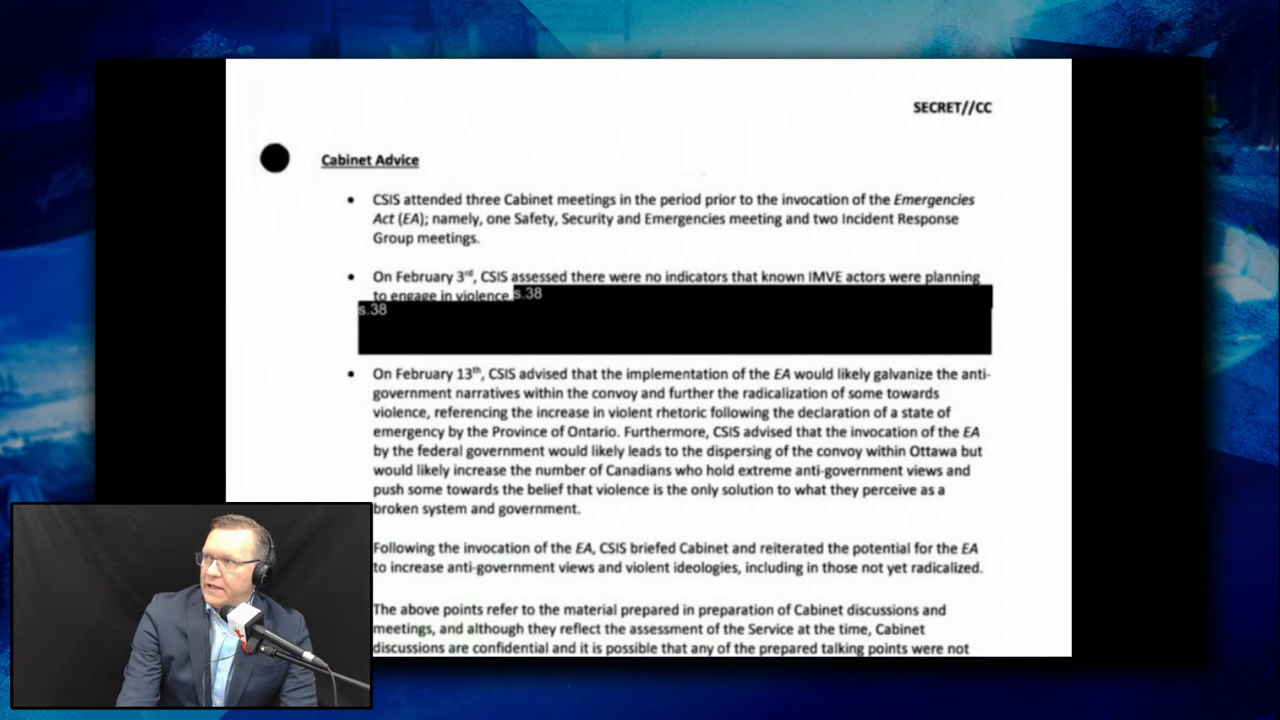 SECRET//CC
Cabinet Advice
• CSIS attended three Cabinet meetings in the period prior to the invocation of the Emergencies
Act (EA); namely, one Safety, Security and Emergencies meeting and two Incident Response
Group meetings.
• On February 3rd, CSIS assessed there were no indicators that known IMVE actors were planning
to engage in violence. s.38
s.38
• On February 13th, CSIS advised that the implementation of the EA would likely galvanize the anti-
government narratives within the convoy and further the radicalization of some towards
violence, referencing the increase in violent rhetoric following the declaration of a state of
emergency by the Province of Ontario. Furthermore, CSIS advised that the invocation of the EA
by the federal government would likely leads to the dispersing of the convoy within Ottawa but
would likely increase the number of Canadians who hold extreme anti-government views and
push some towards the belief that violence is the only solution to what they perceive as a
broken system and government.
Following the invocation of the EA, CSIS briefed Cabinet and reiterated the potential for the EA
to increase anti-government views and violent ideologies, including in those not yet radicalized.
The above points refer to the material prepared in preparation of Cabinet discussions and
meetings, and although they reflect the assessment of the Service at the time, Cabinet
discussions are confidential and it is possible that any of the prepared talking points were not